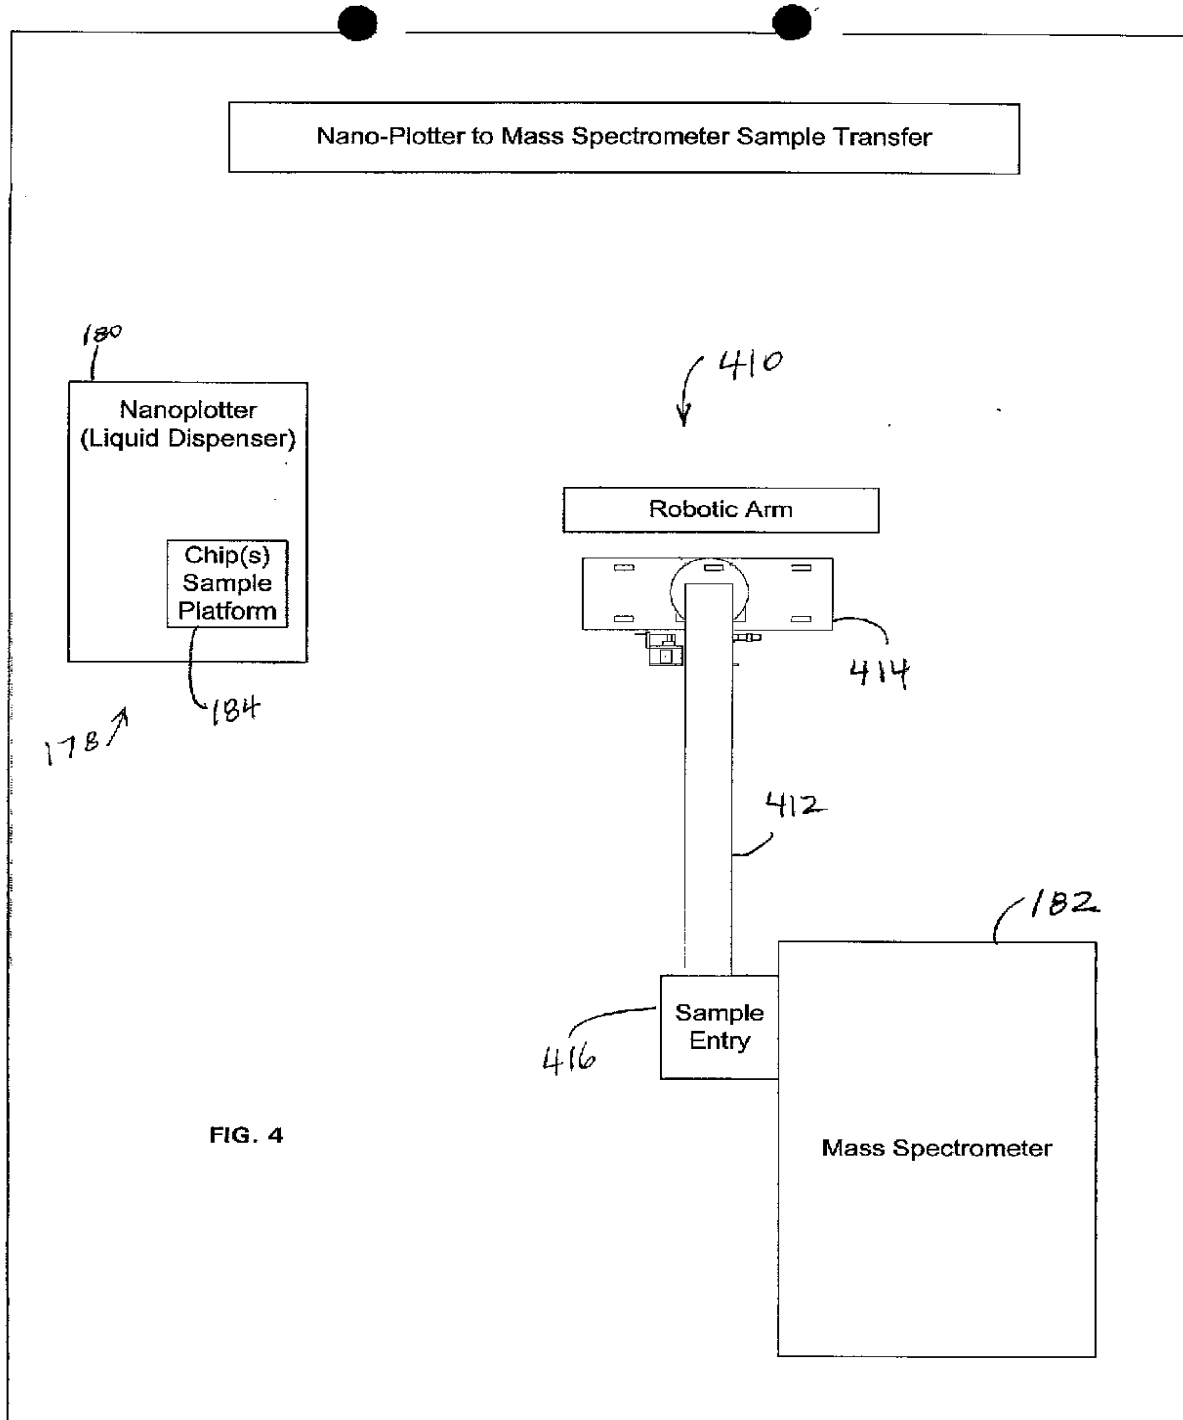 Nano-Plotter to Mass Spectrometer Sample Transfer
180
410
Nanoplotter
(Liquid Dispenser)
Robotic Arm
Chip(s)
Sample
Platform
414
184
178
412
182
Sample
Entry
416
FIG. 4
Mass Spectrometer